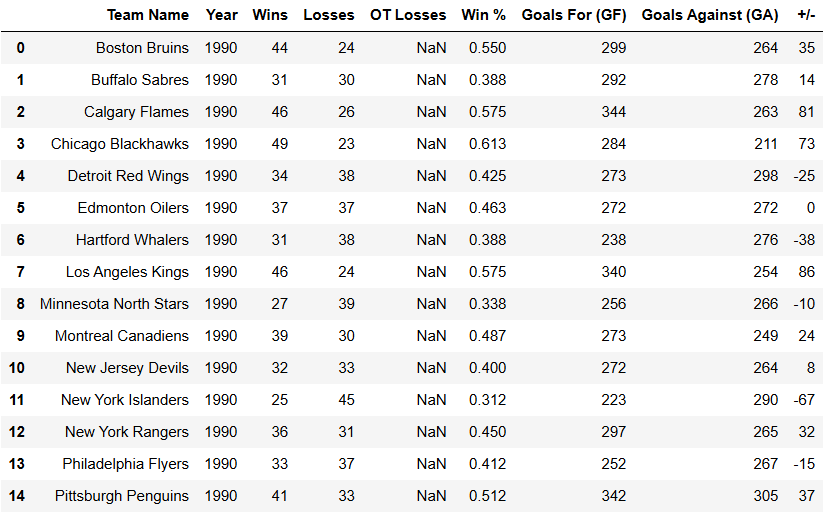 Team Name Year Wins Losses OT Losses Win % Goals For (GF) Goals Against (GA) +/-
0 Boston Bruins 1990 44 24 NaN 0.550 299 264 35
1 Buffalo Sabres 1990 31 30 NaN 0.388 292 278 14
2 Calgary Flames 1990 46 26 NaN 0.575 344 263 81
3 Chicago Blackhawks 1990 49 23 NaN 0.613 284 211 73
4 Detroit Red Wings 1990 34 38 NaN 0.425 273 298 -25
5 Edmonton Oilers 1990 37 37 NaN 0.463 272 272 0
6 Hartford Whalers 1990 31 38 NaN 0.388 238 276 -38
7 Los Angeles Kings 1990 46 24 NaN 0.575 340 254 86
8 Minnesota North Stars 1990 27 39 NaN 0.338 256 266 -10
9 Montreal Canadiens 1990 39 30 NaN 0.487 273 249 24
10 New Jersey Devils 1990 32 33 NaN 0.400 272 264 8
11 New York Islanders 1990 25 45 NaN 0.312 223 290 -67
12 New York Rangers 1990 36 31 NaN 0.450 297 265 32
13 Philadelphia Flyers 1990 33 37 NaN 0.412 252 267 -15
14 Pittsburgh Penguins 1990 41 33 NaN 0.512 342 305 37